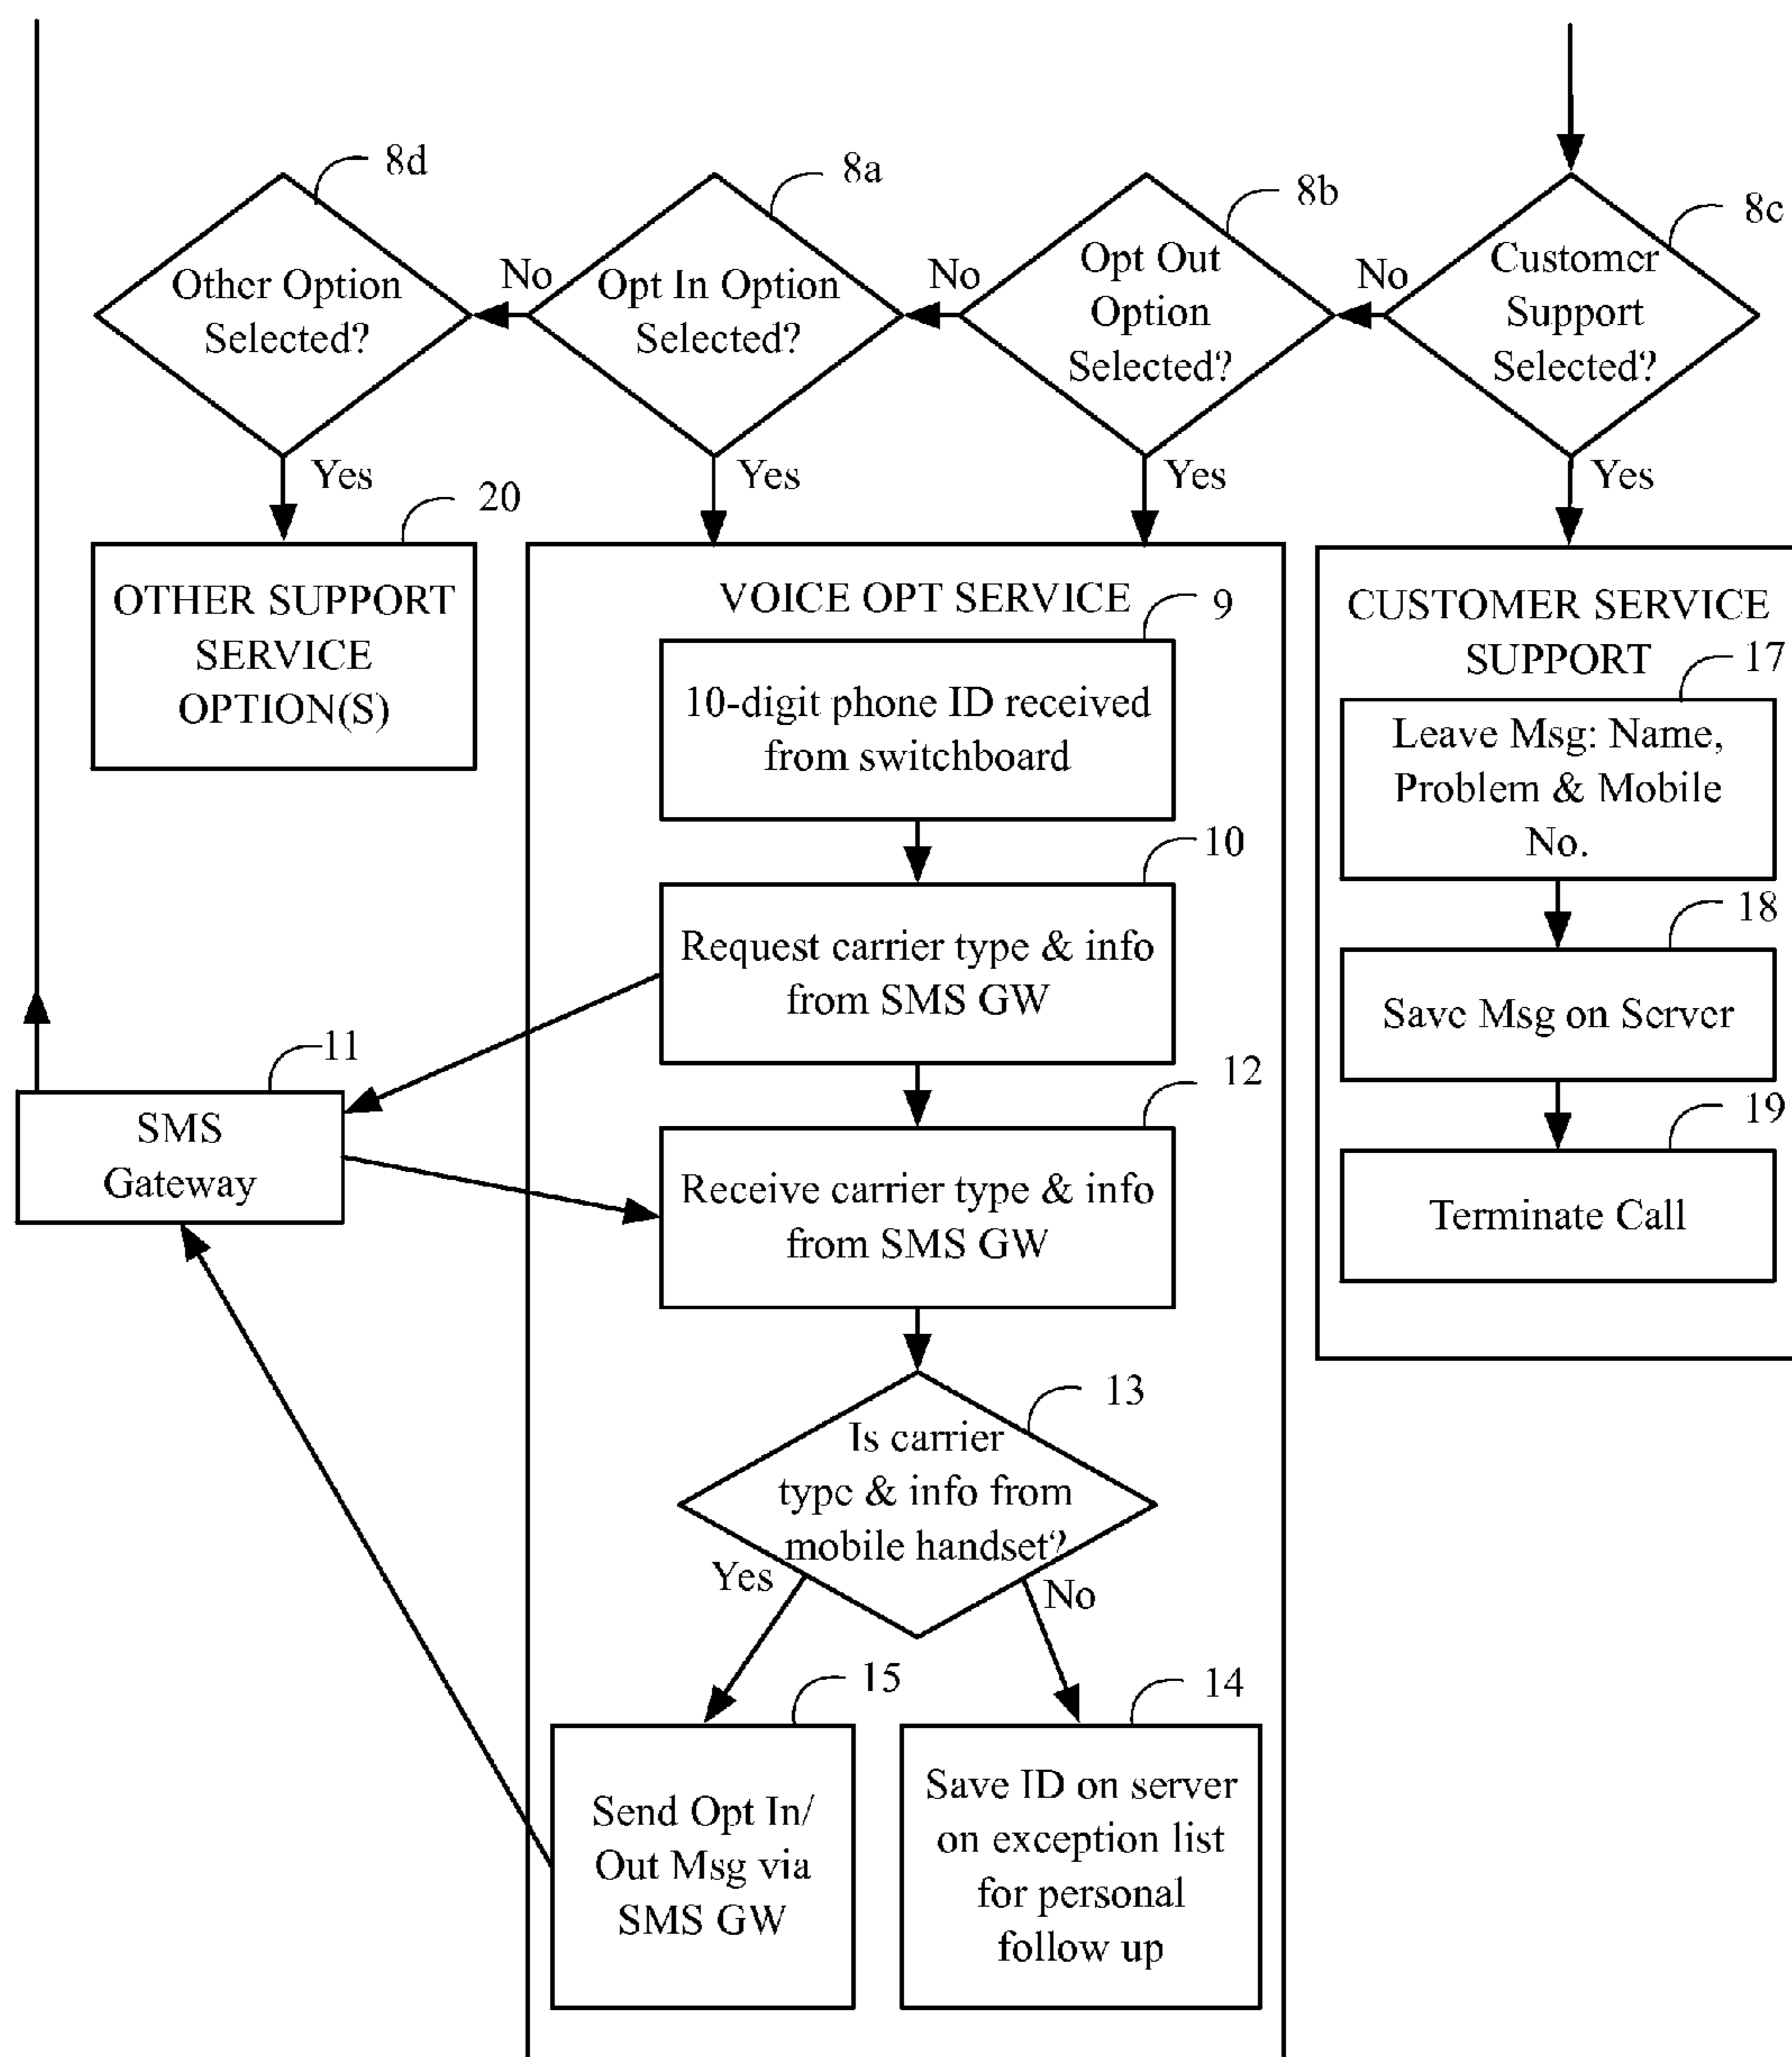 8d
8a
8b
8c
Other Option
Selected?
No
Opt In Option
Selected?
No
Opt Out
Option
Selected?
No
Customer
Support
Selected?
Yes
Yes
Yes
Yes
20
OTHER SUPPORT
SERVICE
OPTION(S)
VOICE OPT SERVICE
9
10-digit phone ID received
from switchboard
10
Request carrier type & info
from SMS GW
11
SMS
Gateway
12
Receive carrier type & info
from SMS GW
13
Is carrier
type & info from
mobile handset?
Yes
No
15
Send Opt In/
Out Msg via
SMS GW
14
Save ID on server
on exception list
for personal
follow up
CUSTOMER SERVICE
SUPPORT
17
Leave Msg: Name,
Problem & Mobile
No.
18
Save Msg on Server
19
Terminate Call